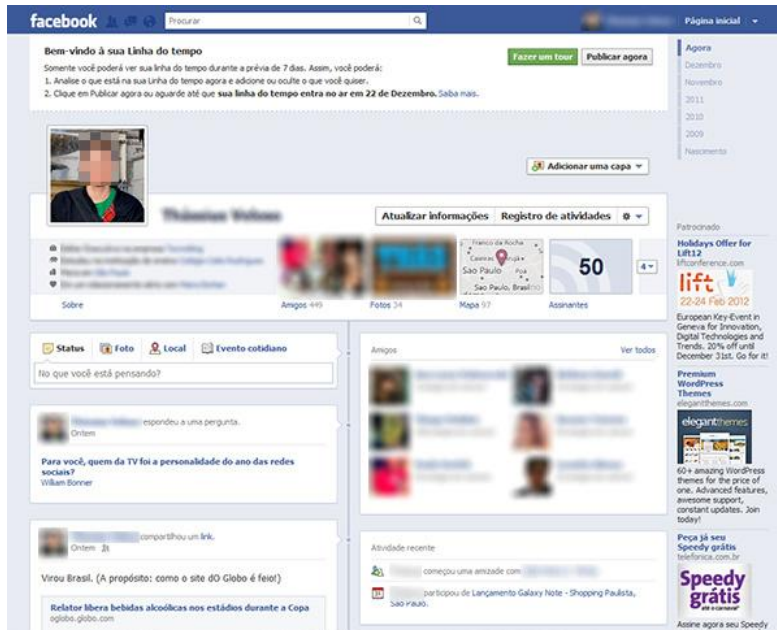 facebook
Procurar
Página inicial
Bem-vindo à sua Linha do tempo
Somente você poderá ver sua linha do tempo durante a prévia de 7 dias. Assim, você poderá:
1. Analise o que está na sua Linha do tempo agora e adicione ou oculte o que você quiser.
2. Clique em Publicar agora ou aguarde até que sua linha do tempo entra no ar em 22 de Dezembro. Saiba mais.
Fazer um tour
Publicar agora
Agora
Dezembro
Novembro
2011
2010
2009
Nascimento
Adicionar uma capa
Atualizar informações
Registro de atividades
Sobre
Amigos 449
Fotos 34
Franco da Rocha
São Paulo
Sao Paulo, Brasil
Mapa 97
50
Assinantes
4
Status
Foto
Local
Evento cotidiano
No que você está pensando?
respondeu a uma pergunta.
Ontem
Para você, quem da TV foi a personalidade do ano das redes
sociais?
William Bonner
compartilhou um link.
Ontem
Virou Brasil. (A propósito: como o site dO Globo é feio!)
Relator libera bebidas alcoólicas nos estádios durante a Copa
oglobo.globo.com
Amigos
Ver todos
Atividade recente
começou uma amizade com
participou de Lançamento Galaxy Note - Shopping Paulista,
São Paulo.
Patrocinado
Holidays Offer for
Lift12
liftconference.com
lift
22-24 Feb 2012
European Key-Event in
Geneva for Innovation,
Digital Technologies and
Trends. 20% off until
December 31st. Go for it!
Premium
WordPress
Themes
elegantthemes.com
elegantthemes
60+ amazing WordPress
themes for the price of
one. Advanced features,
awesome support,
constant updates. Join
today!
Peça já seu
Speedy grátis
telefonica.com.br
Speedy
grátis
até o carnaval*
Assine agora seu Speedy